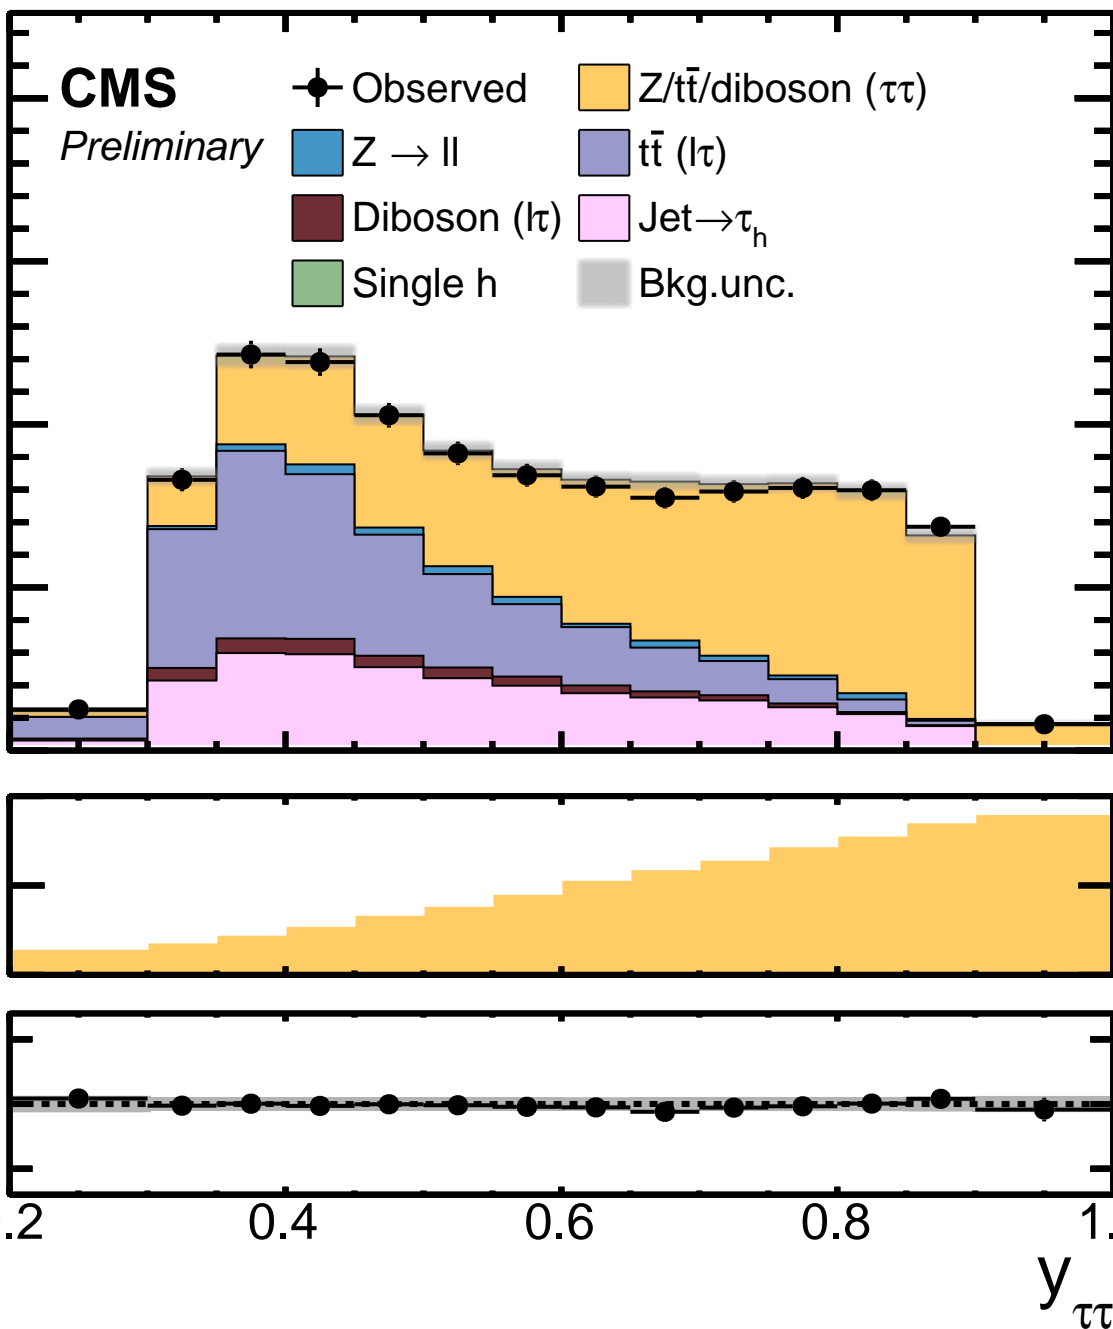 CMS
Preliminary
Observed
Z/tt̄/diboson (ττ)
Z → ll
tt̄ (lτ)
Diboson (lτ)
Jet→τh
Single h
Bkg.unc.
.2 0.4 0.6 0.8 1.
yττ